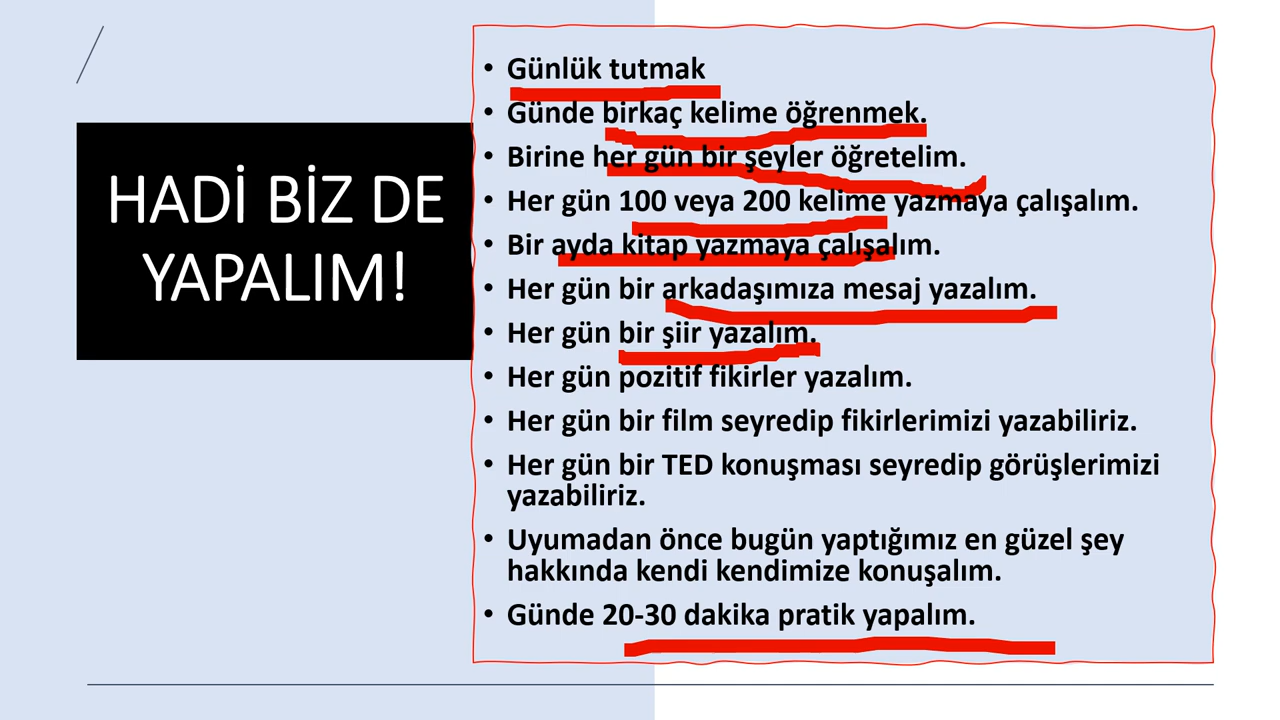 HADİ BİZ DE
YAPALIM!
• Günlük tutmak
• Günde birkaç kelime öğrenmek.
• Birine her gün bir şeyler öğretelim.
• Her gün 100 veya 200 kelime yazmaya çalışalım.
• Bir ayda kitap yazmaya çalışalım.
• Her gün bir arkadaşımıza mesaj yazalım.
• Her gün bir şiir yazalım.
• Her gün pozitif fikirler yazalım.
• Her gün bir film seyredip fikirlerimizi yazabiliriz.
• Her gün bir TED konuşması seyredip görüşlerimizi
yazabiliriz.
• Uyumadan önce bugün yaptığımız en güzel şey
hakkında kendi kendimize konuşalım.
• Günde 20-30 dakika pratik yapalım.